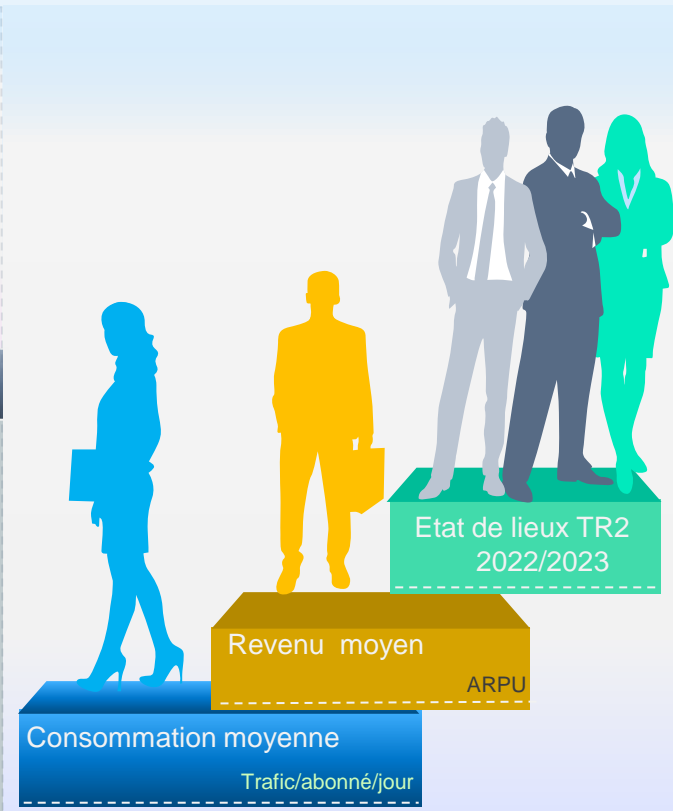 Etat de lieux TR2
2022/2023
Revenu moyen
ARPU
Consommation moyenne
Trafic/abonné/jour